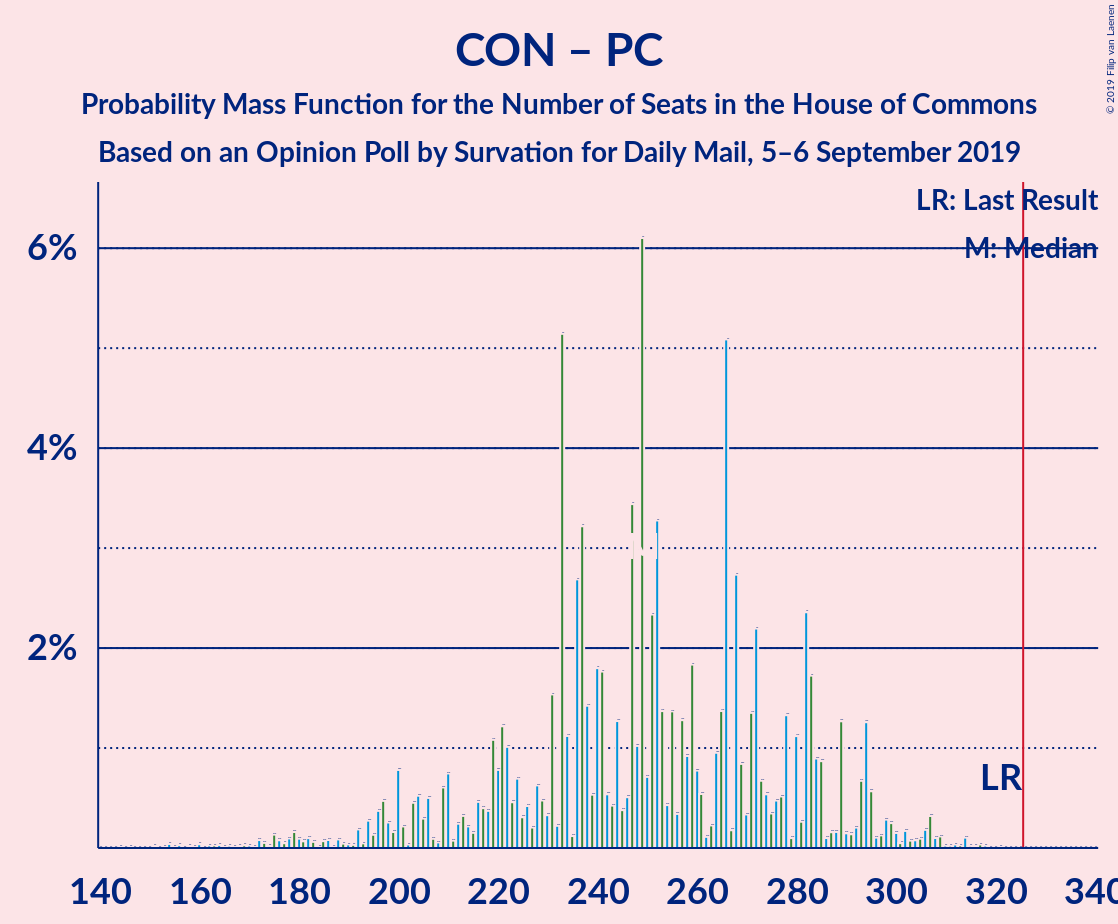 CON – PC
Probability Mass Function for the Number of Seats in the House of Commons
Based on an Opinion Poll by Survation for Daily Mail, 5–6 September 2019
© 2019 Filip van Laenen
LR: Last Result
M: Median
6%
4%
2%
LR
140 160 180 200 220 240 260 280 300 320 340